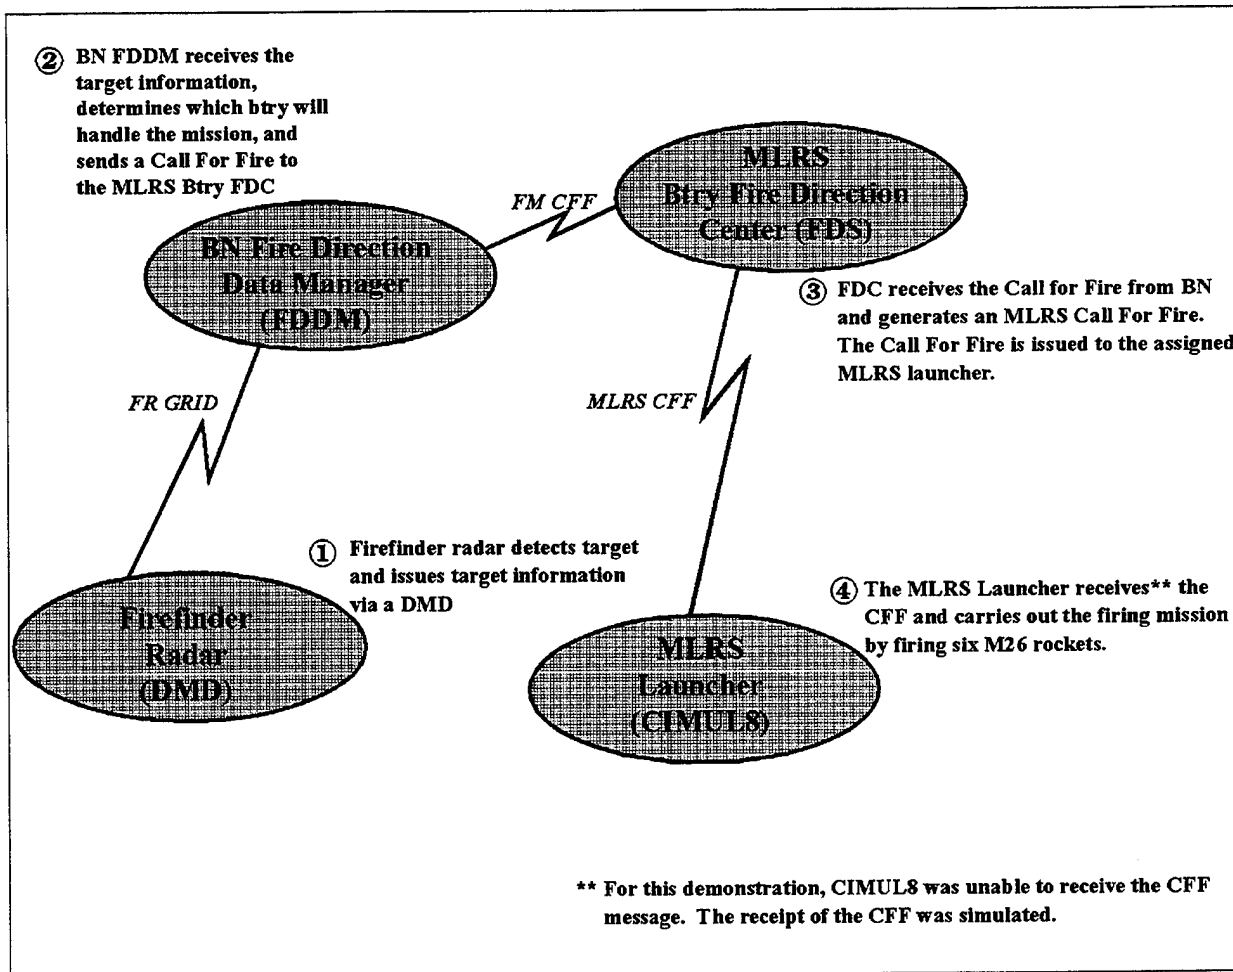 ② BN FDDM receives the
target information,
determines which btry will
handle the mission, and
sends a Call For Fire to
the MLRS Btry FDC
FM CFF
MLRS
Btry Fire Direction
Center (FDS)
BN Fire Direction
Data Manager
(FDDM)
③ FDC receives the Call for Fire from BN
and generates an MLRS Call For Fire.
The Call For Fire is issued to the assigned
MLRS launcher.
FR GRID
MLRS CFF
① Firefinder radar detects target
and issues target information
via a DMD
Firefinder
Radar
(DMD)
④ The MLRS Launcher receives** the
CFF and carries out the firing mission
by firing six M26 rockets.
MLRS
Launcher
(CIMUL8)
** For this demonstration, CIMUL8 was unable to receive the CFF
message. The receipt of the CFF was simulated.